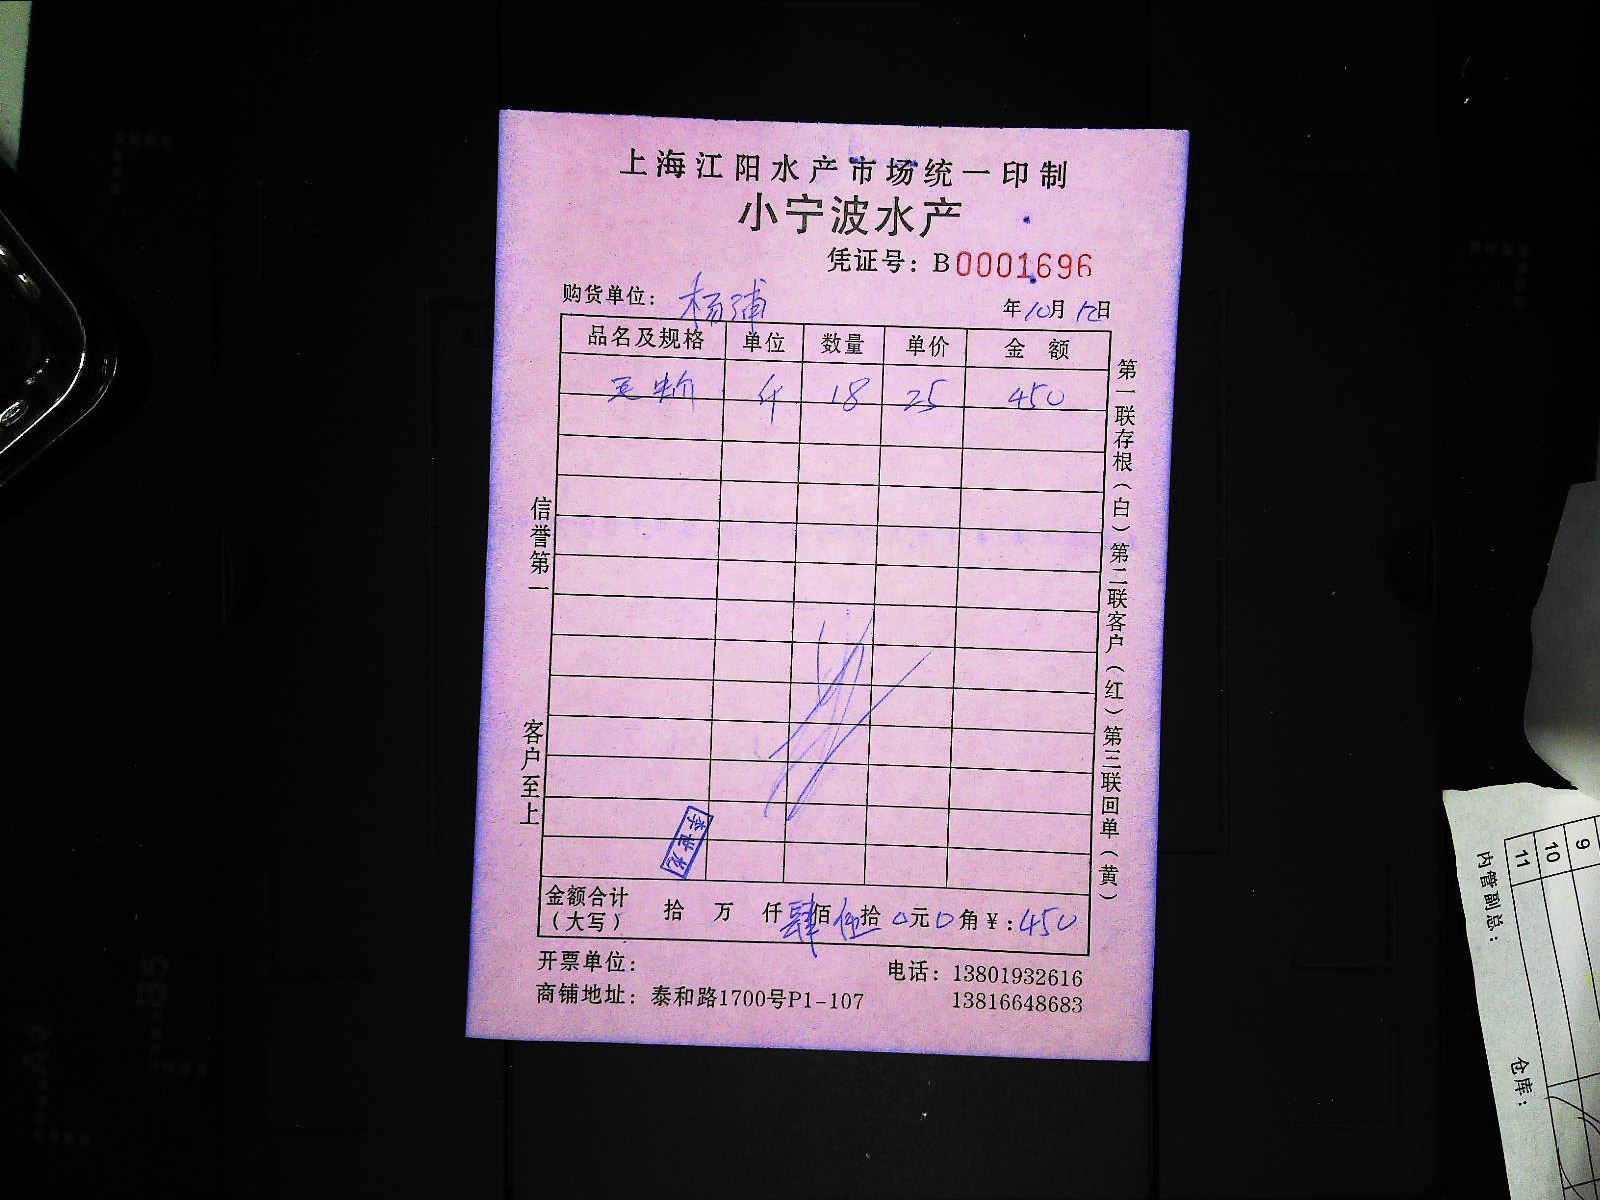 上海江阳水产市场统一印制
小宁波水产
凭证号：B0001696
购货单位：杨浦 年10月12日
品名及规格 单位 数量 单价 金额
斤 18 25 450
信誉第一
客户至上
第一联存根（白）第二联客户（红）第三联回单（黄）
金额合计（大写） 拾 万 仟肆佰伍拾0元0角￥：450
开票单位：
电话：13801932616
商铺地址：泰和路1700号P1-107
13816648683
9
10
11
内管副总：
仓库：